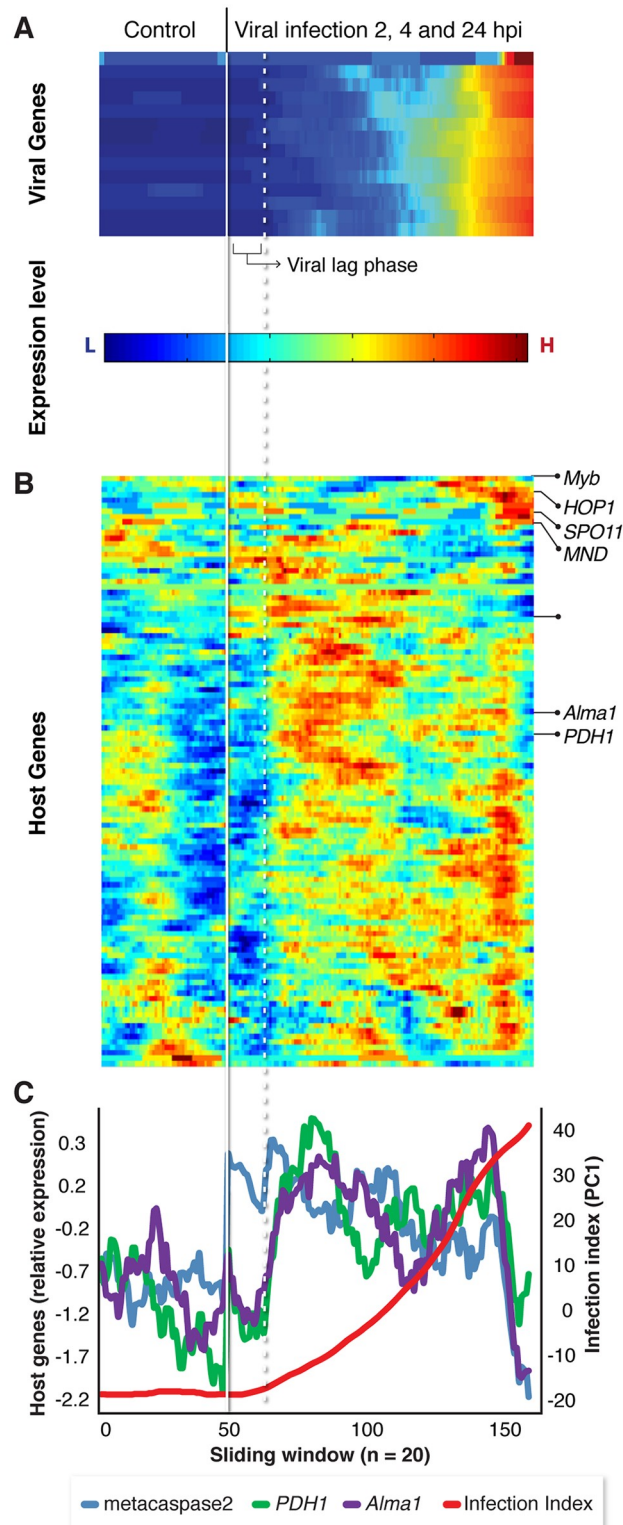 A
Control
Viral infection 2, 4 and 24 hpi
Viral Genes
Viral lag phase
Expression level
L
H
B
Myb
HOP1
SPO11
MND
Host Genes
Alma1
PDH1
C
Host genes (relative expression)
0.3
0.2
-0.2
-0.7
-1.2
-1.7
-2.2
40
30
20
10
0
-10
-20
Infection index (PC1)
0 50 100 150
Sliding window (n = 20)
metacaspase2 PDH1 Alma1 Infection Index